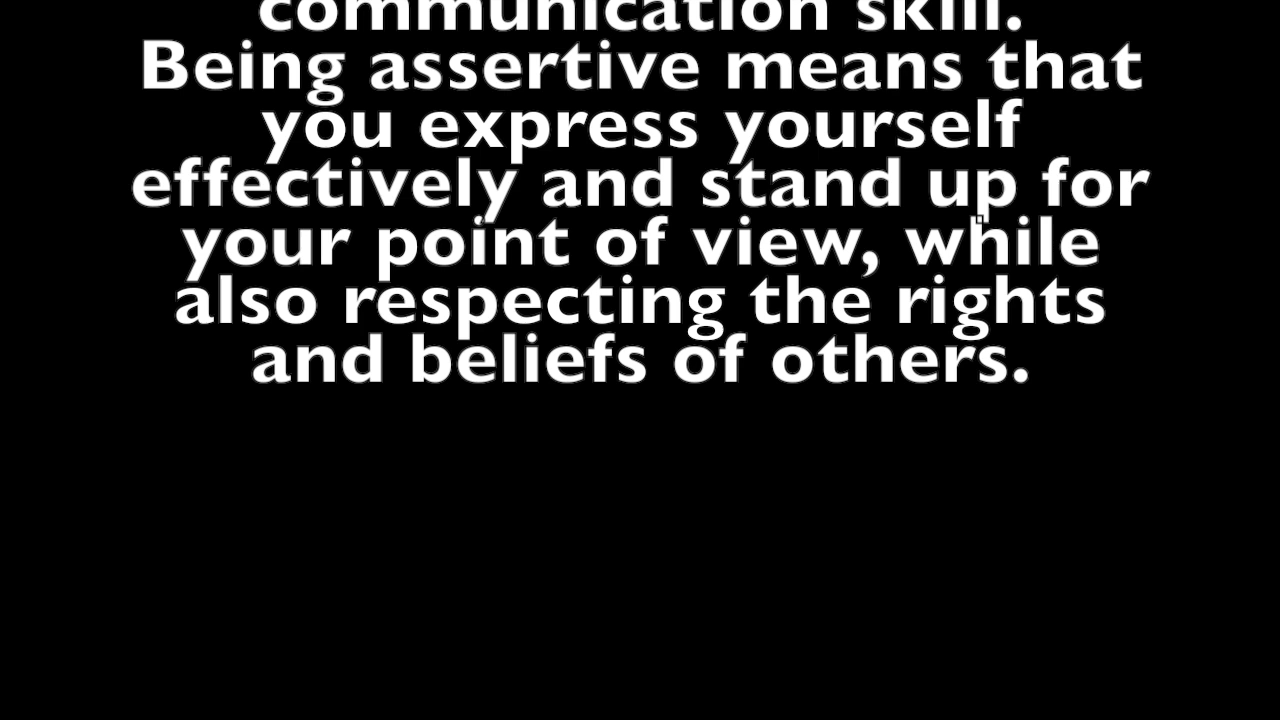 communication skill.
Being assertive means that
you express yourself
effectively and stand up for
your point of view, while
also respecting the rights
and beliefs of others.